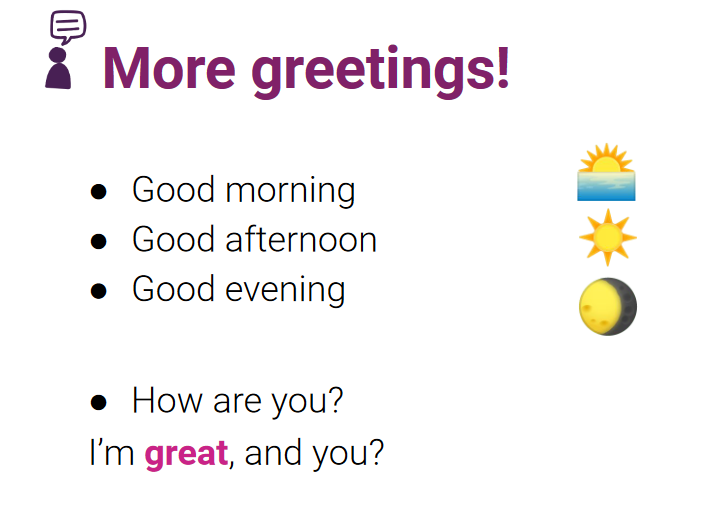 More greetings!
● Good morning
● Good afternoon
● Good evening
● How are you?
I'm great, and you?